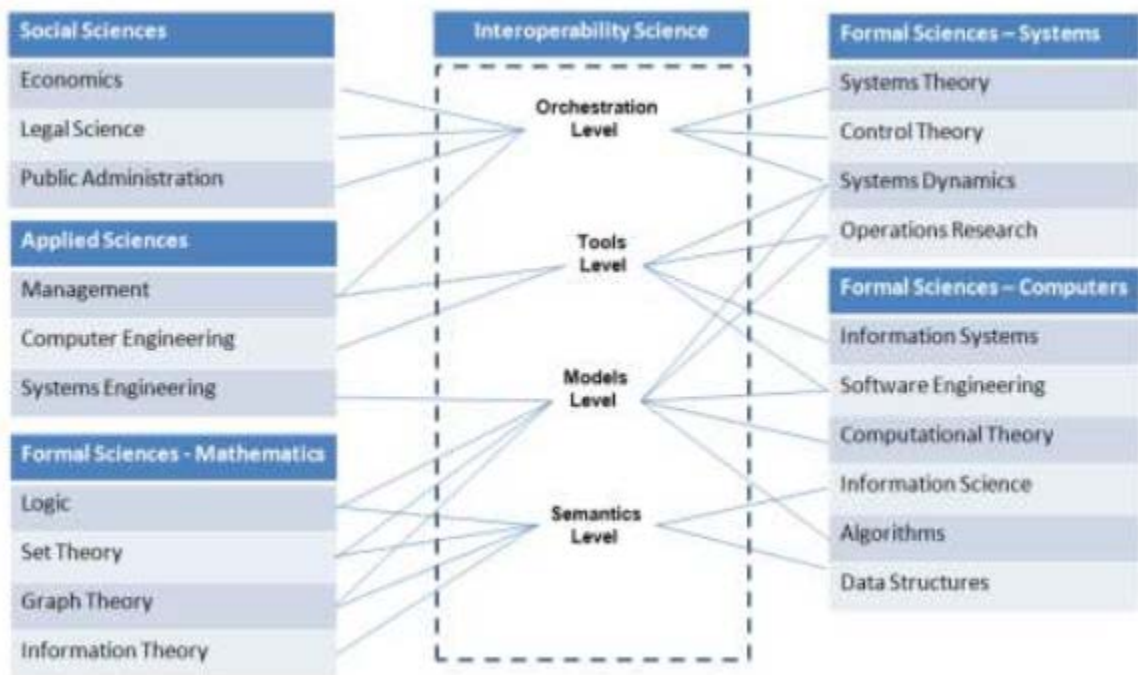 Social Sciences
Economics
Legal Science
Public Administration
Applied Sciences
Management
Computer Engineering
Systems Engineering
Formal Sciences - Mathematics
Logic
Set Theory
Graph Theory
Information Theory
Interoperability Science
Orchestration
Level
Tools
Level
Models
Level
Semantics
Level
Formal Sciences – Systems
Systems Theory
Control Theory
Systems Dynamics
Operations Research
Formal Sciences – Computers
Information Systems
Software Engineering
Computational Theory
Information Science
Algorithms
Data Structures